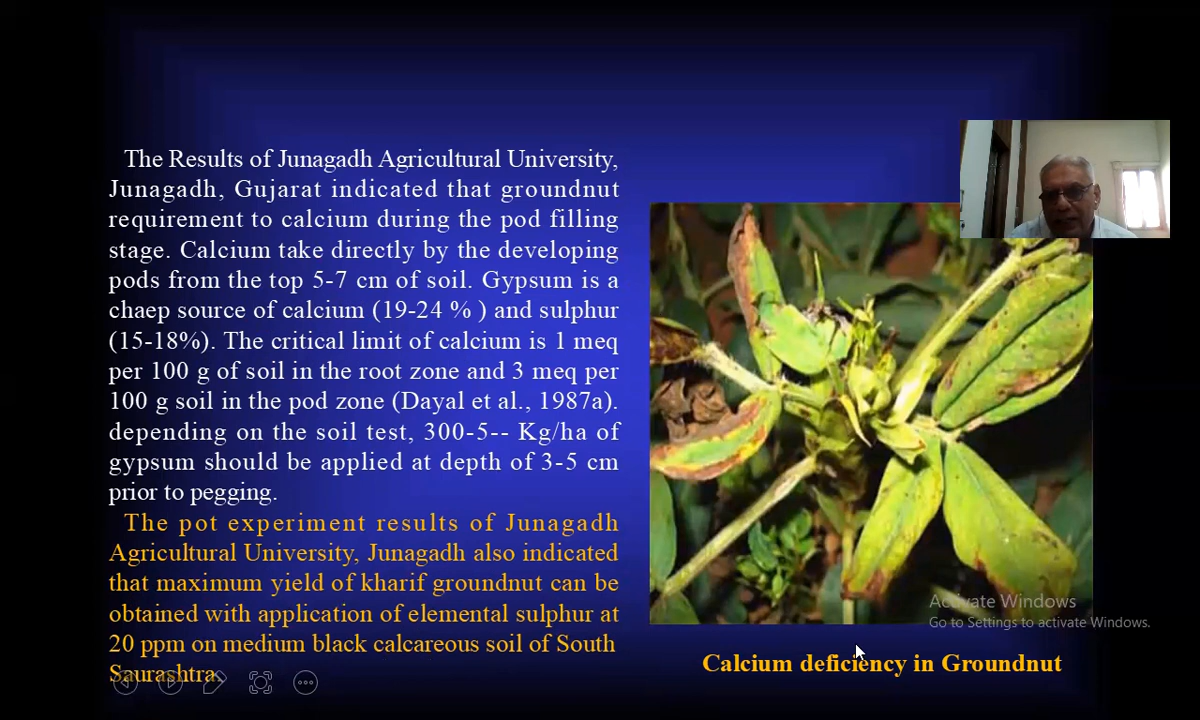 The Results of Junagadh Agricultural University,
Junagadh, Gujarat indicated that groundnut
requirement to calcium during the pod filling
stage. Calcium take directly by the developing
pods from the top 5-7 cm of soil. Gypsum is a
chaep source of calcium (19-24 % ) and sulphur
(15-18%). The critical limit of calcium is 1 meq
per 100 g of soil in the root zone and 3 meq per
100 g soil in the pod zone (Dayal et al., 1987a).
depending on the soil test, 300-5-- Kg/ha of
gypsum should be applied at depth of 3-5 cm
prior to pegging.
The pot experiment results of Junagadh
Agricultural University, Junagadh also indicated
that maximum yield of kharif groundnut can be
obtained with application of elemental sulphur at
20 ppm on medium black calcareous soil of South
Saurashtra.
Activate Windows
Go to Settings to activate Windows.
Calcium deficiency in Groundnut